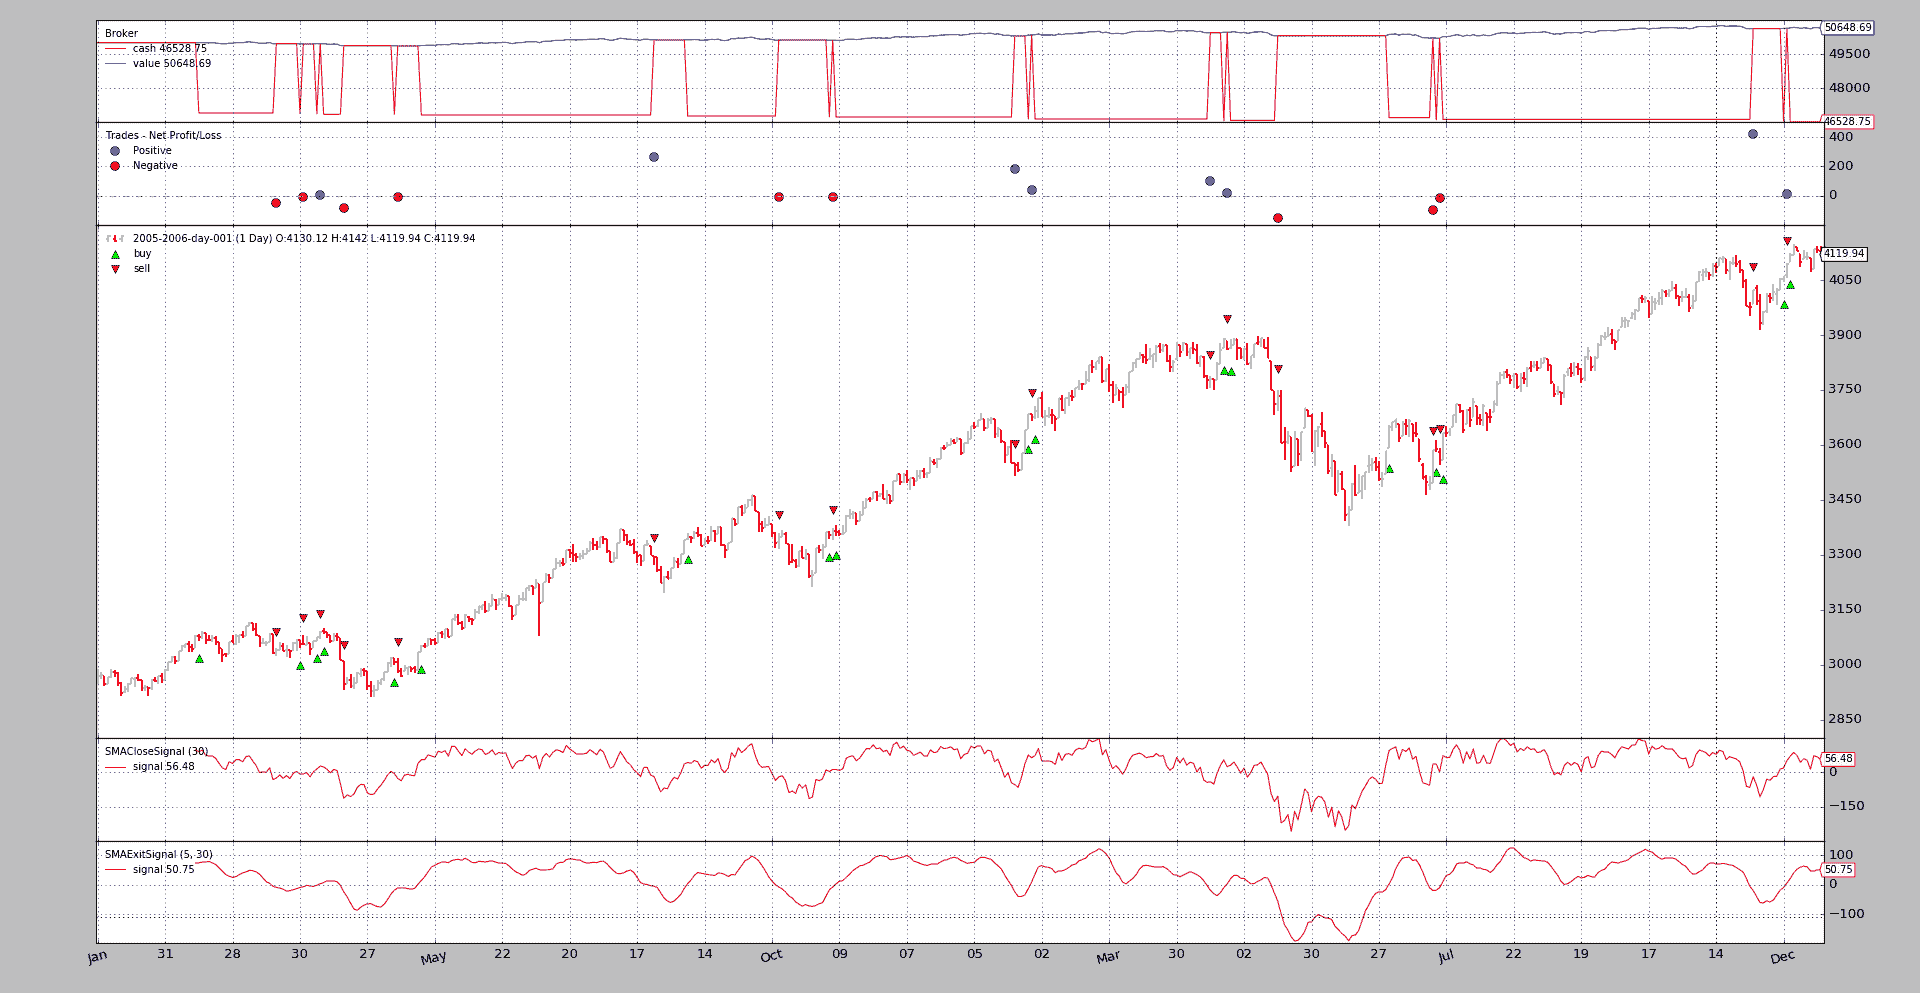 Broker
cash 46528.75
value 50648.69
50648.69
49500
48000
46528.75
Trades - Net Profit/Loss
Positive
Negative
400
200
0
2005-2006-day-001 (1 Day) O:4130.12 H:4142 L:4119.94 C:4119.94
buy
sell
4119.94
4050
3900
3750
3600
3450
3300
3150
3000
2850
SMACloseSignal (30)
signal 56.48
56.48
0
−150
SMAExitSignal (5, 30)
signal 50.75
100
50.75
0
−100
Jan 31 28 30 27 May 22 20 17 14 Oct 09 07 05 02 Mar 30 02 30 27 Jul 22 19 17 14 Dec